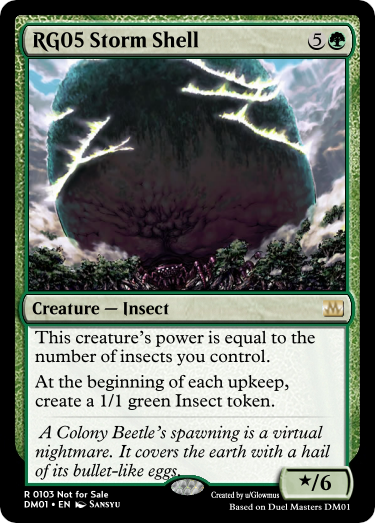 RG05 Storm Shell 5
Creature — Insect
This creature's power is equal to the
number of insects you control.
At the beginning of each upkeep,
create a 1/1 green Insect token.
A Colony Beetle's spawning is a virtual
nightmare. It covers the earth with a
hail of its bullet-like eggs.
★/6
R 0103 Not for Sale
DM01 • EN SANSYU
Created by u/Glowmus
Based on Duel Masters DM01